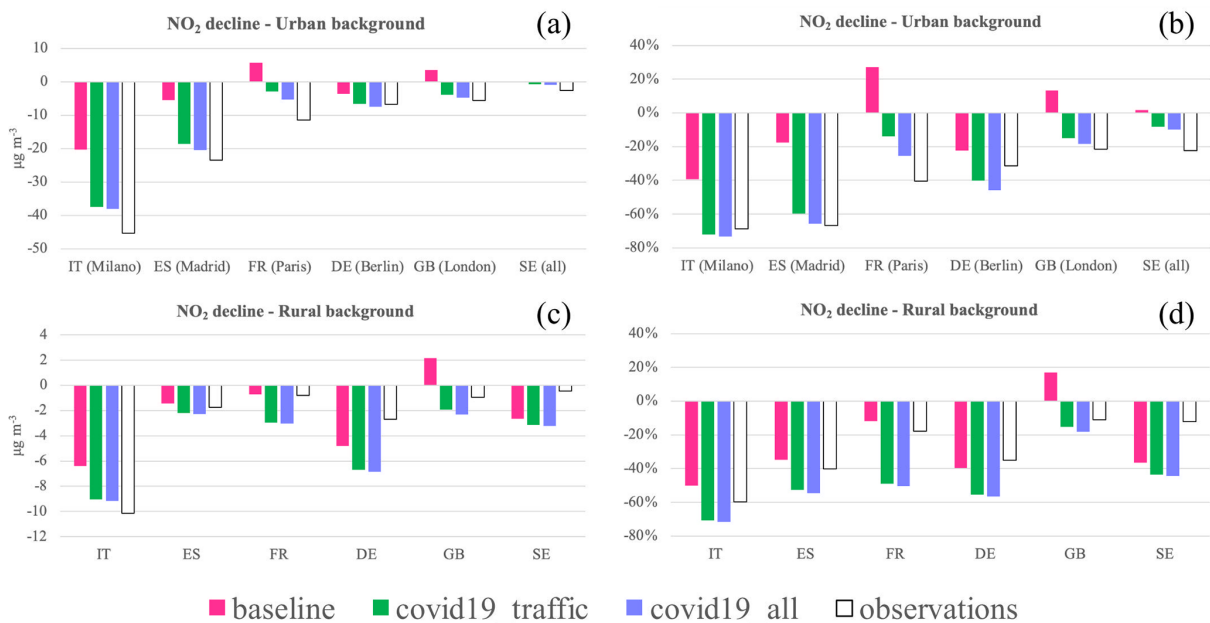 NO₂ decline - Urban background
(a)
10
0
-10
-20
-30
-40
-50
µg m⁻³
IT (Milano) ES (Madrid) FR (Paris) DE (Berlin) GB (London) SE (all)
NO₂ decline - Urban background
(b)
40%
20%
0%
-20%
-40%
-60%
-80%
IT (Milano) ES (Madrid) FR (Paris) DE (Berlin) GB (London) SE (all)
NO₂ decline - Rural background
(c)
4
2
0
-2
-4
-6
-8
-10
-12
µg m⁻³
IT ES FR DE GB SE
NO₂ decline - Rural background
(d)
40%
20%
0%
-20%
-40%
-60%
-80%
IT ES FR DE GB SE
baseline covid19 traffic covid19 all observations